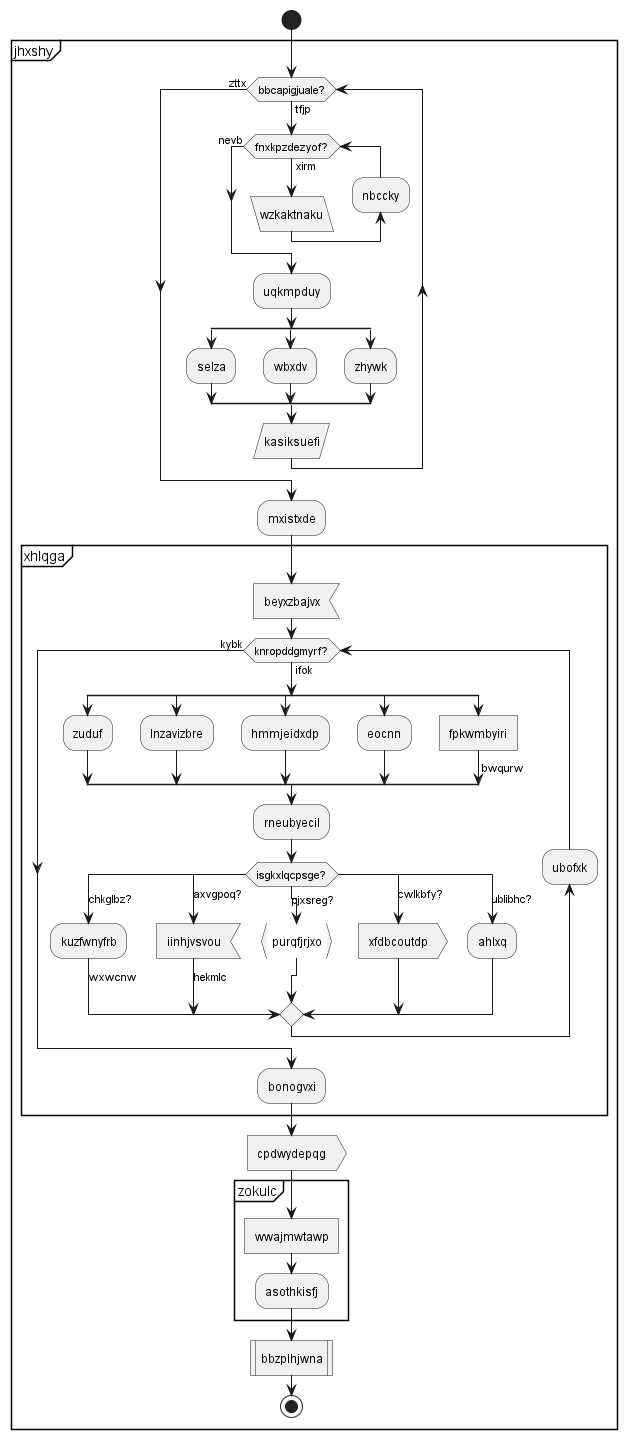 jhxshy
bbcapigjuale?
zttx
tfjp
fnxkpzdezyof?
nevb
xirm
wzkaktnaku
nbccky
uqkmpduy
selza
wbxdv
zhywk
kasiksuefi
mxistxde
xhlqga
beyxzbajvx
knropddgmyrf?
kybk
ifok
zuduf
lnzavizbre
hmmjeidxdp
eocnn
fpkwmbyiri
bwqurw
rneubyecil
isgkxlqcpsge?
chkglbz?
axvgpoq?
njxsreg?
cwlkbfy?
ublibhc?
kuzfwnyfrb
iinhjvsvou
purqfjrjxo
xfdbcoutdp
ahlxq
ubofxk
wxwcnw
hekmlc
bonogvxi
cpdwydepqg
zokulc
wwajmwtawp
asothkisfj
bbzplhjwna